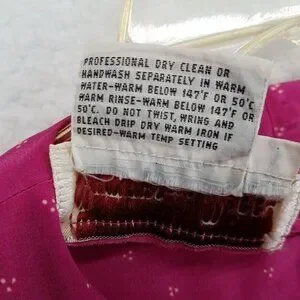 PROFESSIONAL DRY CLEAN OR
HANDWASH SEPARATELY IN WARM
WATER-WARM BELOW 147°F OR 50°C.
WARM RINSE-WARM BELOW 147°F OR
50°C. DO NOT TWIST, WRING AND
BLEACH DRIP DRY WARM IRON IF
DESIRED-WARM TEMP SETTING